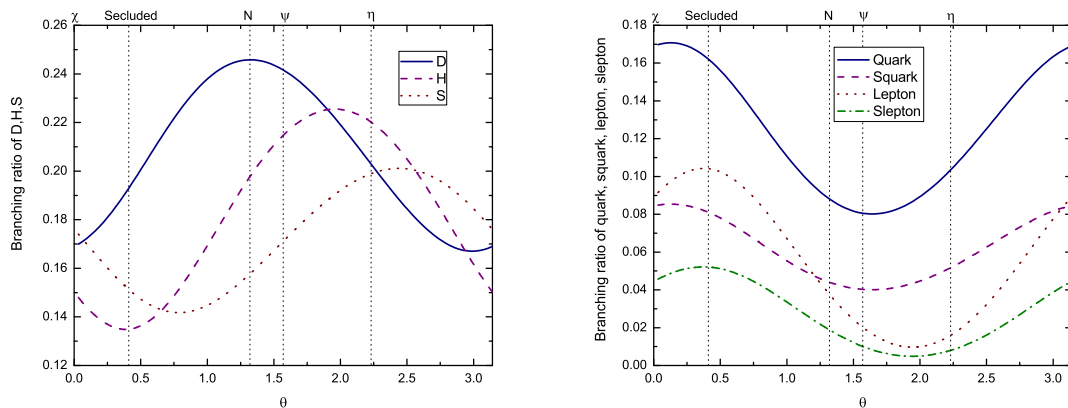 χ Secluded N ψ η
0.26
0.24
0.22
0.20
0.18
0.16
0.14
0.12
Branching ratio of D,H,S
D
H
S
0.0 0.5 1.0 1.5 2.0 2.5 3.0
θ
χ Secluded N ψ η
0.18
0.16
0.14
0.12
0.10
0.08
0.06
0.04
0.02
0.00
Branching ratio of quark, squark, lepton, slepton
Quark
Squark
Lepton
Slepton
0.0 0.5 1.0 1.5 2.0 2.5 3.0
θ